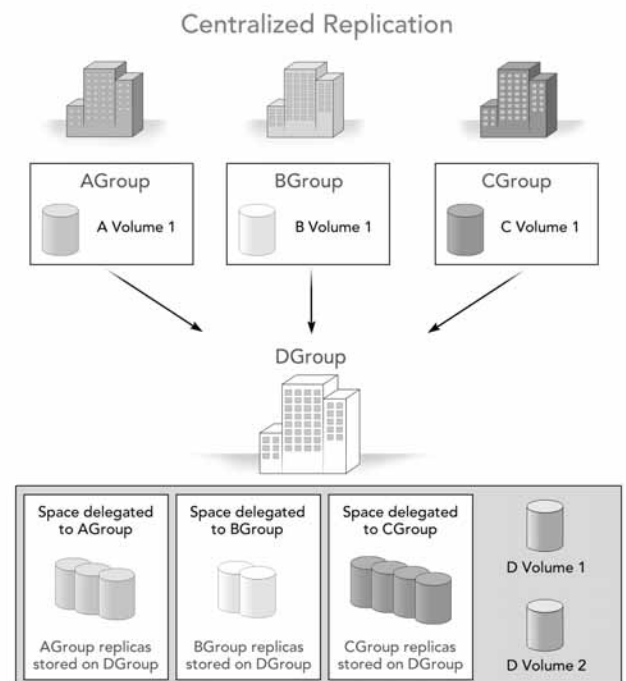 Centralized Replication
AGroup
A Volume 1
BGroup
B Volume 1
CGroup
C Volume 1
DGroup
Space delegated
to AGroup
AGroup replicas
stored on DGroup
Space delegated
to BGroup
BGroup replicas
stored on DGroup
Space delegated
to CGroup
CGroup replicas
stored on DGroup
D Volume 1
D Volume 2